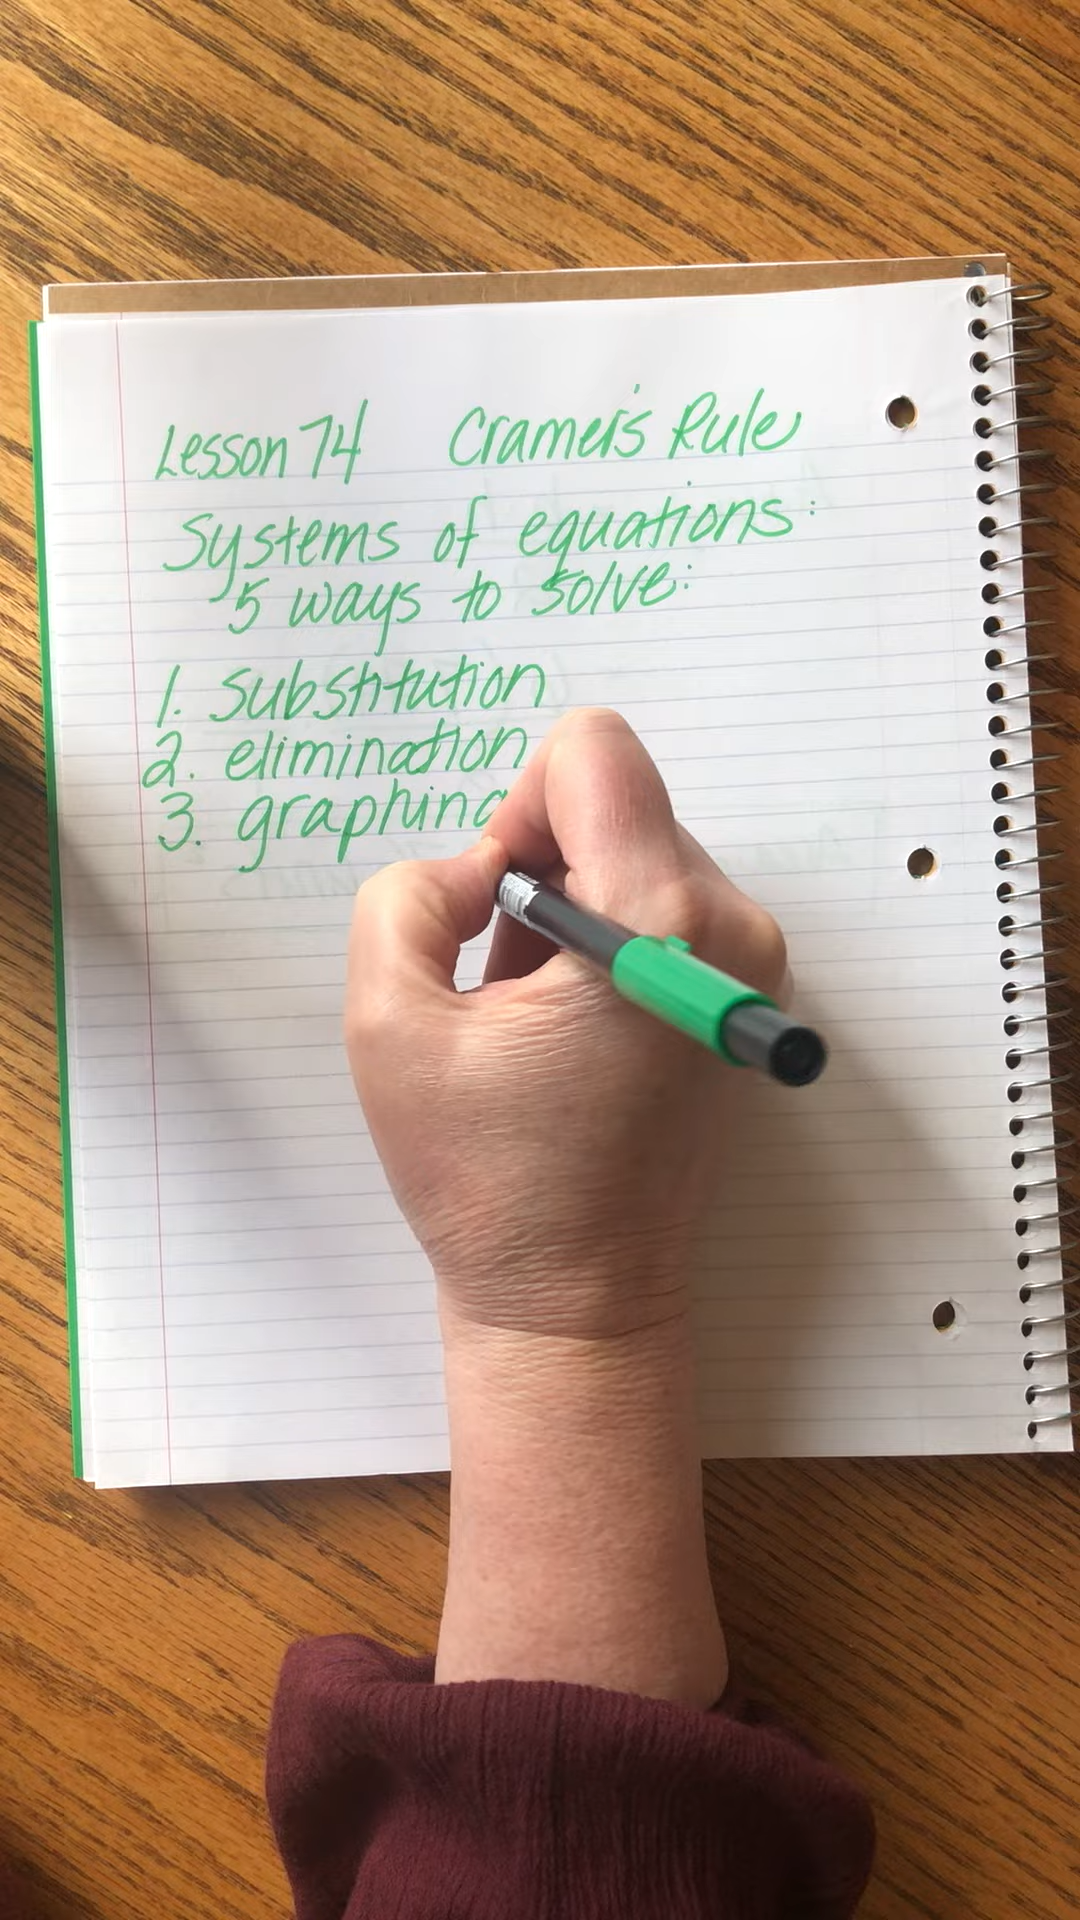 Lesson 74 Cramer's Rule
Systems of equations:
5 ways to solve:
1. substitution
2. elimination
3. graphing